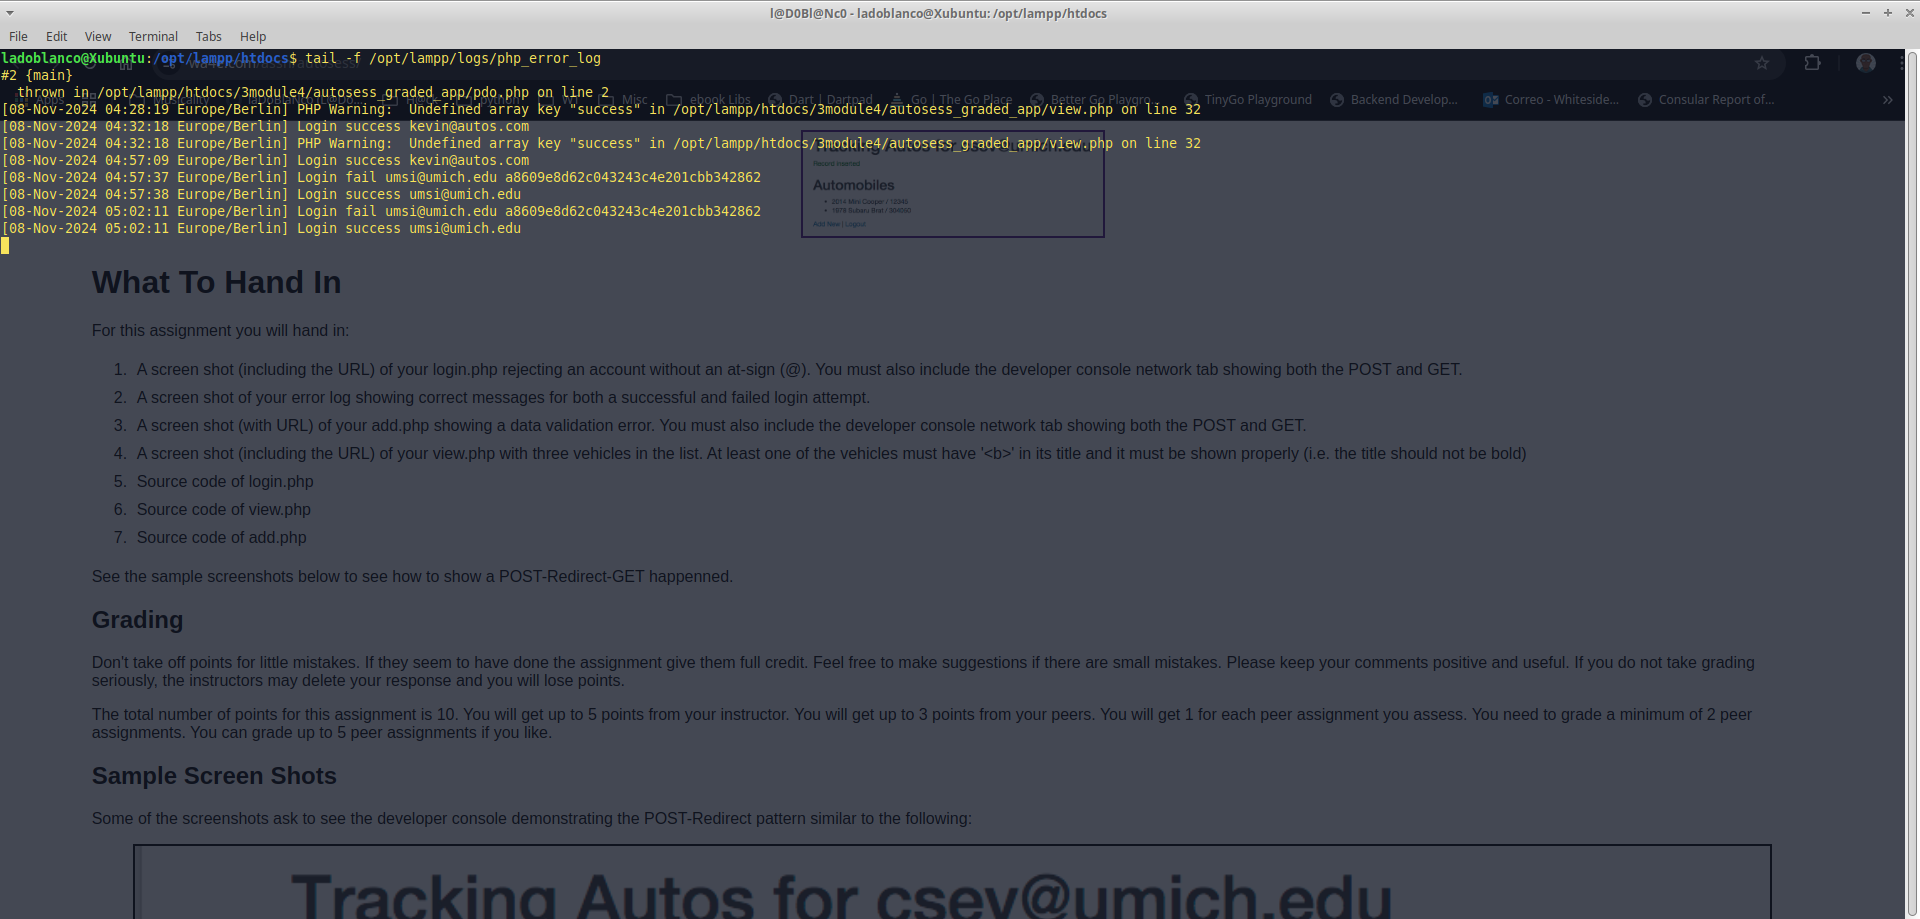 l@D0Bl@Nc0 - ladoblanco@Xubuntu: /opt/lampp/htdocs
File Edit View Terminal Tabs Help
ladoblanco@Xubuntu:/opt/lampp/htdocs$ tail -f /opt/lampp/logs/php_error_log
#2 {main}
  thrown in /opt/lampp/htdocs/3module4/autosess_graded_app/pdo.php on line 2
Misc ebook Libs Dart | Dartpad Go | The Go Place Better Go Playgro... TinyGo Playground Backend Develop... Correo - Whiteside... Consular Report of...
[08-Nov-2024 04:28:19 Europe/Berlin] PHP Warning:  Undefined array key "success" in /opt/lampp/htdocs/3module4/autosess_graded_app/view.php on line 32
[08-Nov-2024 04:32:18 Europe/Berlin] Login success kevin@autos.com
[08-Nov-2024 04:32:18 Europe/Berlin] PHP Warning:  Undefined array key "success" in /opt/lampp/htdocs/3module4/autosess_graded_app/view.php on line 32
[08-Nov-2024 04:57:09 Europe/Berlin] Login success kevin@autos.com
[08-Nov-2024 04:57:37 Europe/Berlin] Login fail umsi@umich.edu a8609e8d62c043243c4e201cbb342862
[08-Nov-2024 04:57:38 Europe/Berlin] Login success umsi@umich.edu
[08-Nov-2024 05:02:11 Europe/Berlin] Login fail umsi@umich.edu a8609e8d62c043243c4e201cbb342862
[08-Nov-2024 05:02:11 Europe/Berlin] Login success umsi@umich.edu
Tracking Autos for csev@umich.edu
Record inserted
Automobiles
2014 Mini Cooper / 12345
Add New | Logout
What To Hand In
For this assignment you will hand in:
1. A screen shot (including the URL) of your login.php rejecting an account without an at-sign (@). You must also include the developer console network tab showing both the POST and GET.
2. A screen shot of your error log showing correct messages for both a successful and failed login attempt.
3. A screen shot (with URL) of your add.php showing a data validation error. You must also include the developer console network tab showing both the POST and GET.
4. A screen shot (including the URL) of your view.php with three vehicles in the list. At least one of the vehicles must have '<b>' in its title and it must be shown properly (i.e. the title should not be bold)
5. Source code of login.php
6. Source code of view.php
7. Source code of add.php
See the sample screenshots below to see how to show a POST-Redirect-GET happenned.
Grading
Don't take off points for little mistakes. If they seem to have done the assignment give them full credit. Feel free to make suggestions if there are small mistakes. Please keep your comments positive and useful. If you do not take grading
seriously, the instructors may delete your response and you will lose points.
The total number of points for this assignment is 10. You will get up to 5 points from your instructor. You will get up to 3 points from your peers. You will get 1 for each peer assignment you assess. You need to grade a minimum of 2 peer
assignments. You can grade up to 5 peer assignments if you like.
Sample Screen Shots
Some of the screenshots ask to see the developer console demonstrating the POST-Redirect pattern similar to the following:
Tracking Autos for csev@umich.edu